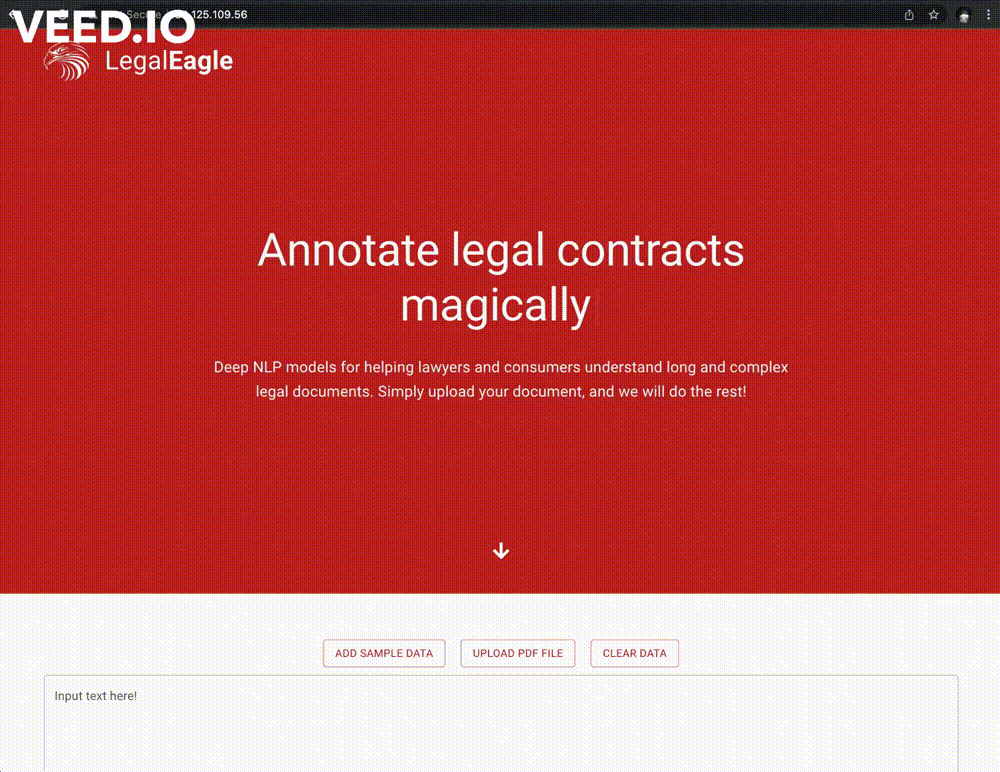 VEED.IO
125.109.56
LegalEagle
Annotate legal contracts
magically
Deep NLP models for helping lawyers and consumers understand long and complex
legal documents. Simply upload your document, and we will do the rest!
ADD SAMPLE DATA
UPLOAD PDF FILE
CLEAR DATA
Input text here!